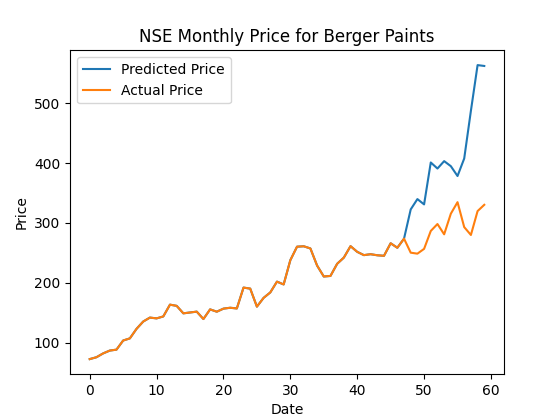 NSE Monthly Price for Berger Paints
Predicted Price
Actual Price
Price
500
400
300
200
100
0 10 20 30 40 50 60
Date